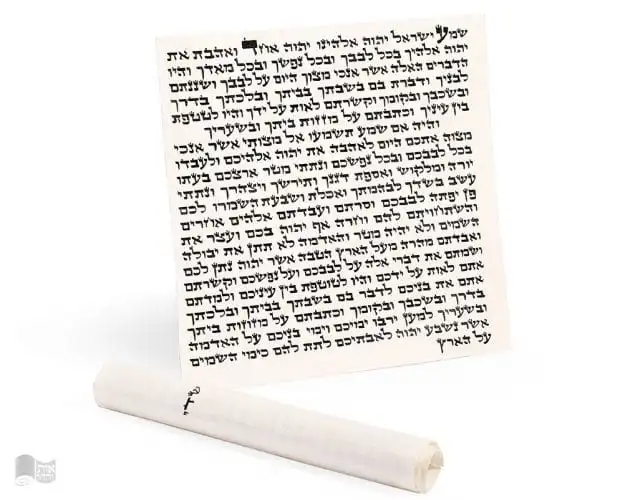 שמע ישראל יהוה אלהינו יהוה אחד ואהבת את
יהוה אלהיך בכל לבבך ובכל נפשך ובכל מאדך והיו
הדברים האלה אשר אנכי מצוך היום על לבבך ושננתם
לבניך ודברת בם בשבתך בביתך ובלכתך בדרך
ובשכבך ובקומך וקשרתם לאות על ידך והיו לטטפת
בין עיניך וכתבתם על מזוזות ביתך ובשעריך
והיה אם שמע תשמעו אל מצותי אשר אנכי
מצוה אתכם היום לאהבה את יהוה אלהיכם ולעבדו
בכל לבבכם ובכל נפשכם ונתתי מטר ארצכם בעתו
יורה ומלקוש ואספת דגנך ותירשך ויצהרך ונתתי
עשב בשדך לבהמתך ואכלת ושבעת השמרו לכם
פן יפתה לבבכם וסרתם ועבדתם אלהים אחרים
והשתחויתם להם וחרה אף יהוה בכם ועצר את
השמים ולא יהיה מטר והאדמה לא תתן את יבולה
ואבדתם מהרה מעל הארץ הטבה אשר יהוה נתן לכם
ושמתם את דברי אלה על לבבכם ועל נפשכם וקשרתם
אתם לאות על ידכם והיו לטוטפת בין עיניכם ולמדתם
אתם את בניכם לדבר בם בשבתך בביתך ובלכתך
בדרך ובשכבך ובקומך וכתבתם על מזוזות ביתך
ובשעריך למען ירבו ימיכם וימי בניכם על האדמה
אשר נשבע יהוה לאבתיכם לתת להם כימי השמים
על הארץ
שדי